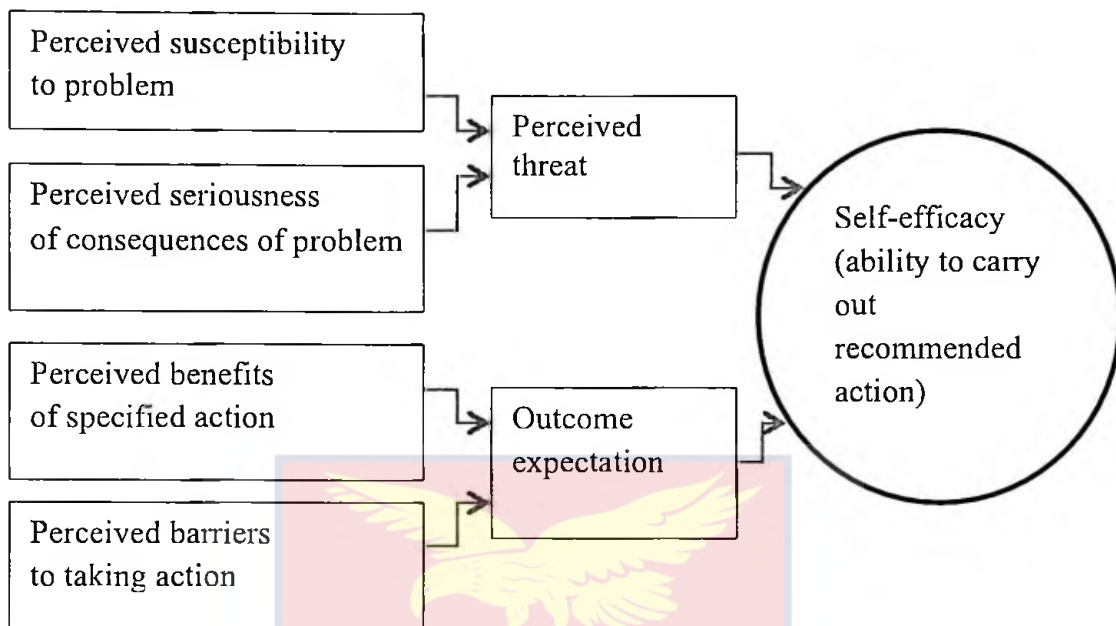 Perceived susceptibility
to problem
Perceived seriousness
of consequences of problem
Perceived benefits
of specified action
Perceived barriers
to taking action
Perceived
threat
Outcome
expectation
Self-efficacy
(ability to carry
out
recommended
action)